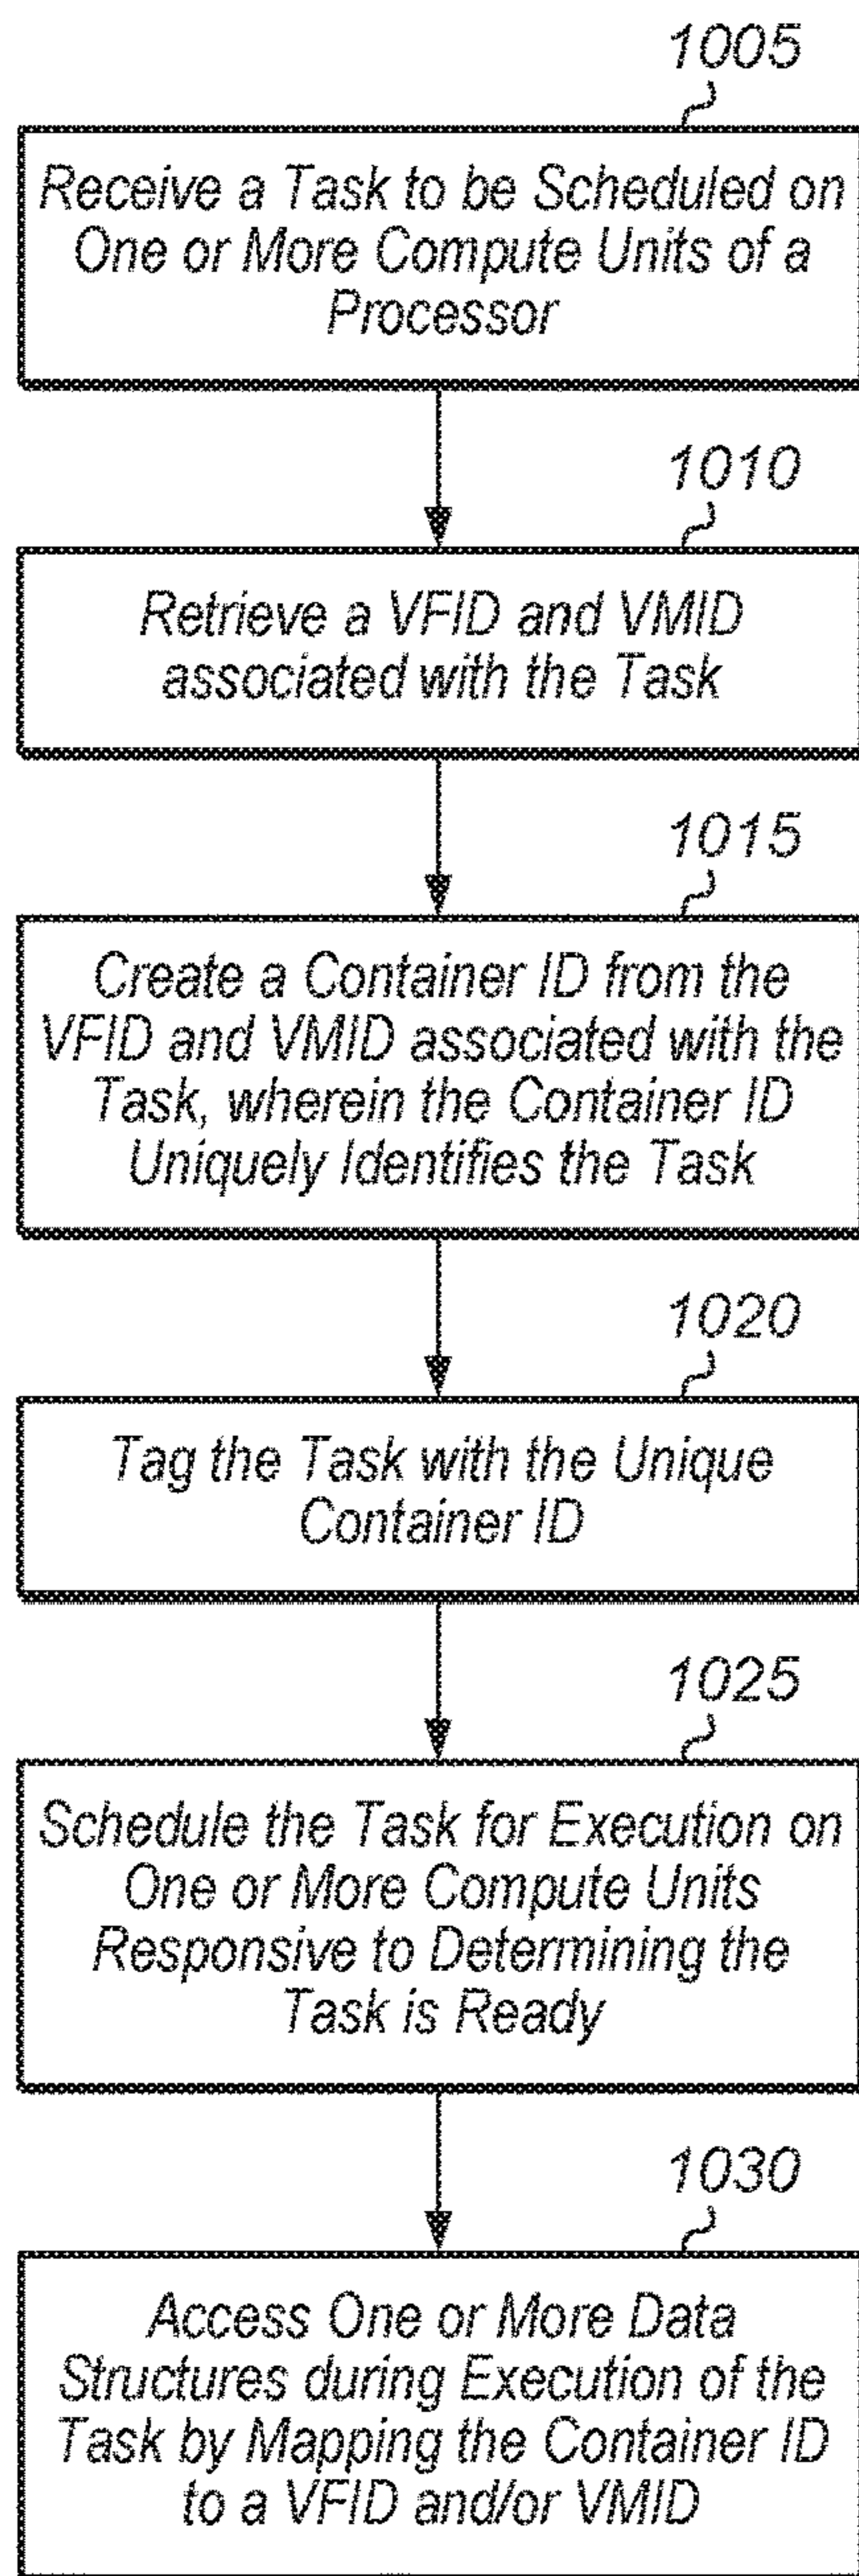 1005
Receive a Task to be Scheduled on
One or More Compute Units of a
Processor
1010
Retrieve a VFID and VMID
associated with the Task
1015
Create a Container ID from the
VFID and VMID associated with the
Task, wherein the Container ID
Uniquely Identifies the Task
1020
Tag the Task with the Unique
Container ID
1025
Schedule the Task for Execution on
One or More Compute Units
Responsive to Determining the
Task is Ready
1030
Access One or More Data
Structures during Execution of the
Task by Mapping the Container ID
to a VFID and/or VMID